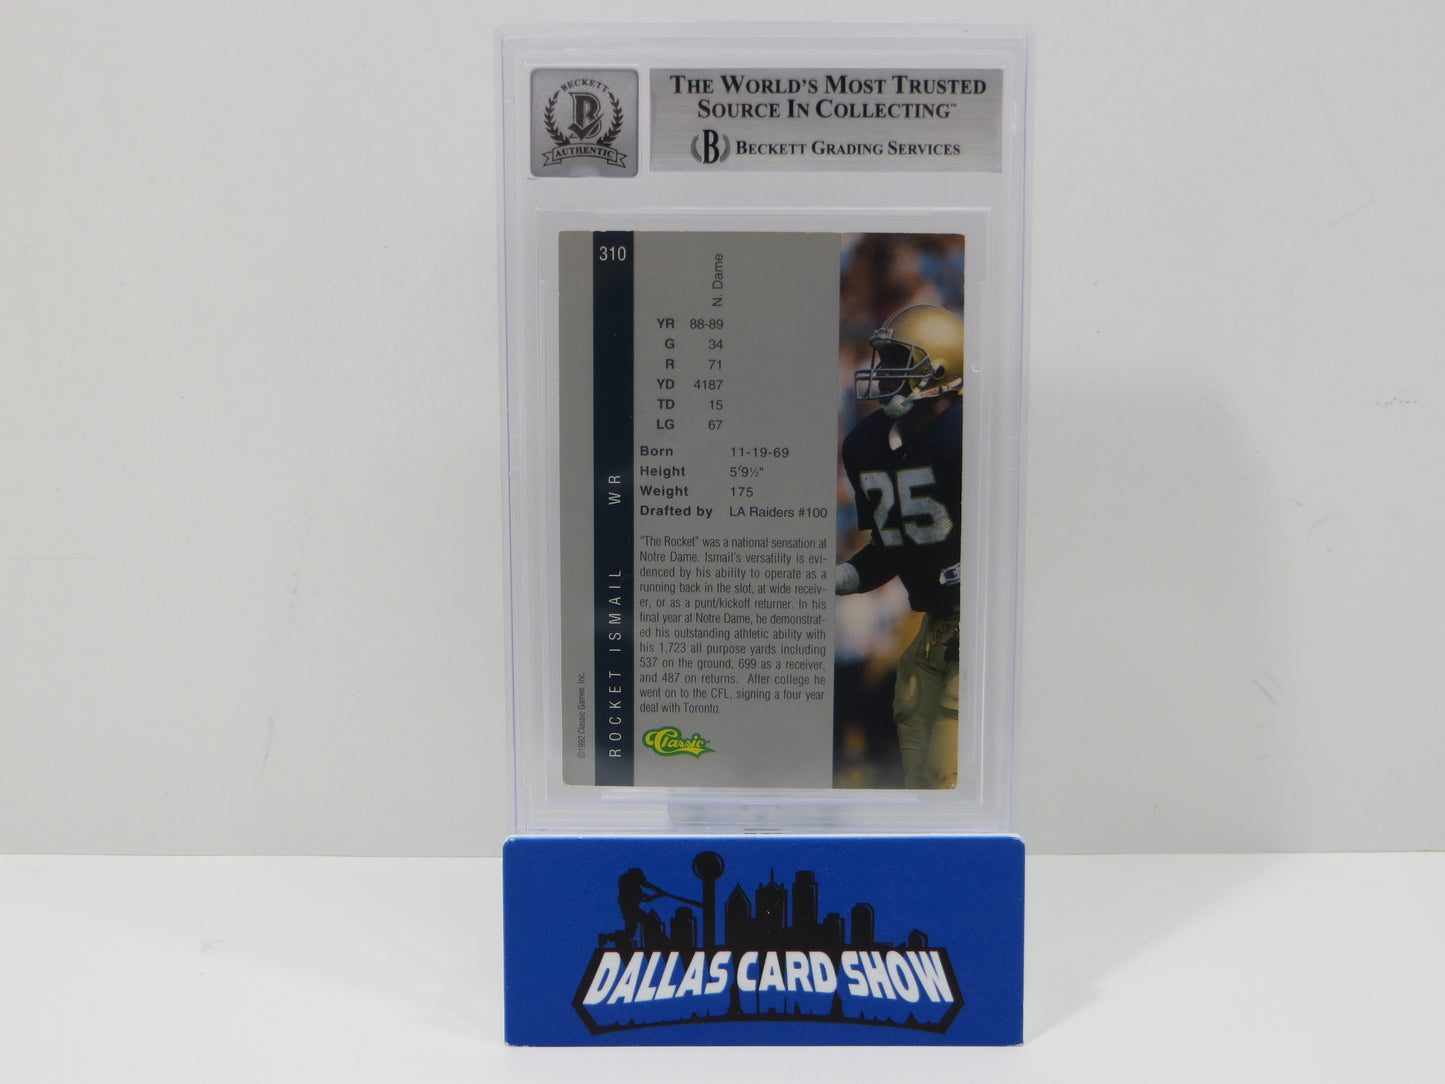 BECKETT
B
AUTHENTIC
THE WORLD'S MOST TRUSTED
SOURCE IN COLLECTING™
B BECKETT GRADING SERVICES
310
ROCKET ISMAIL WR
©1992 Classic Games, Inc.
N. Dame
YR 88-89
G 34
R 71
YD 4187
TD 15
LG 67
Born 11-19-69
Height 5'9½"
Weight 175
Drafted by LA Raiders #100
"The Rocket" was a national sensation at
Notre Dame. Ismail's versatility is evi-
denced by his ability to operate as a
running back in the slot, at wide receiv-
er, or as a punt/kickoff returner. In his
final year at Notre Dame, he demonstrat-
ed his outstanding athletic ability with
his 1,723 all purpose yards including
537 on the ground, 699 as a receiver,
and 487 on returns. After college he
went on to the CFL, signing a four year
deal with Toronto.
Classic
25
DALLAS CARD SHOW